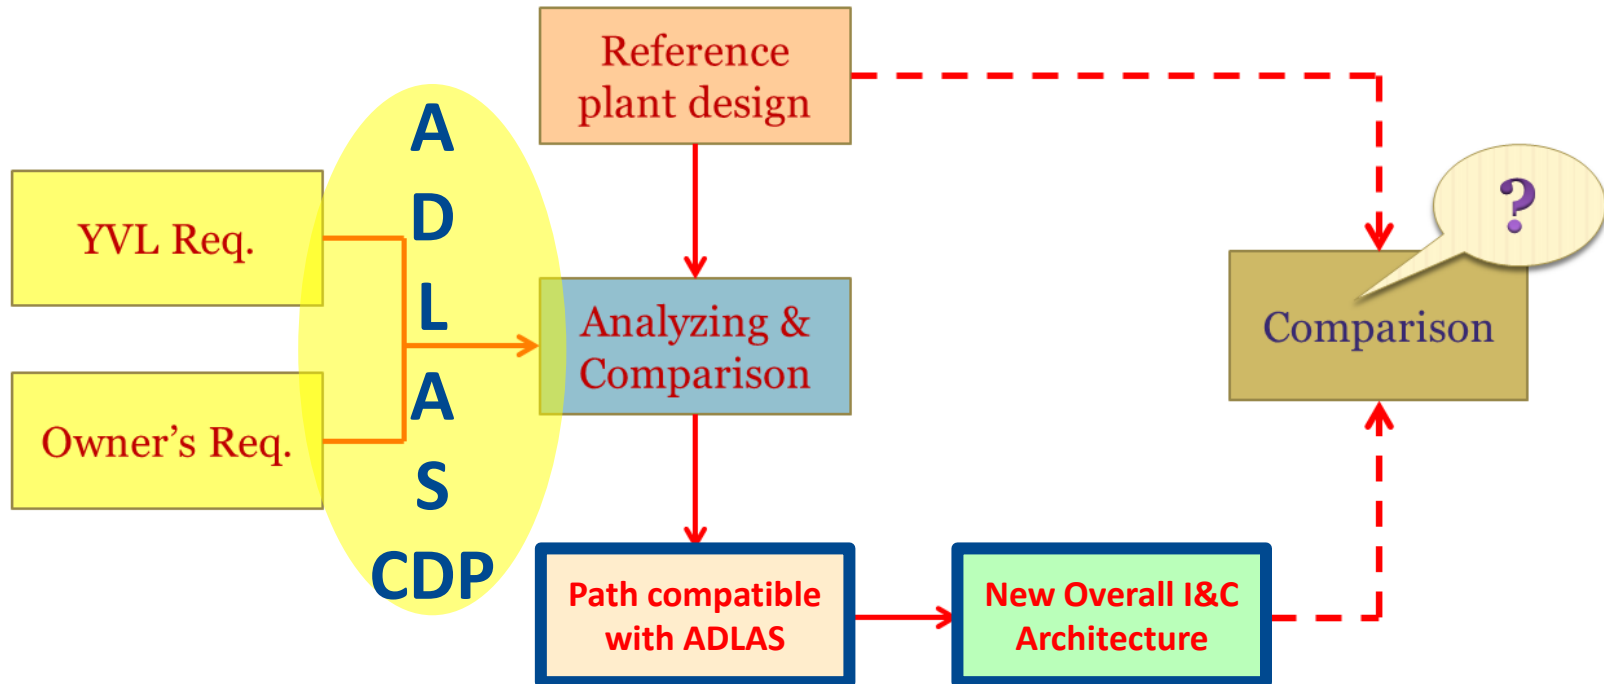 Reference
plant design
A
D
L
A
S
CDP
YVL Req.
Owner's Req.
Analyzing &
Comparison
?
Comparison
Path compatible
with ADLAS
New Overall I&C
Architecture